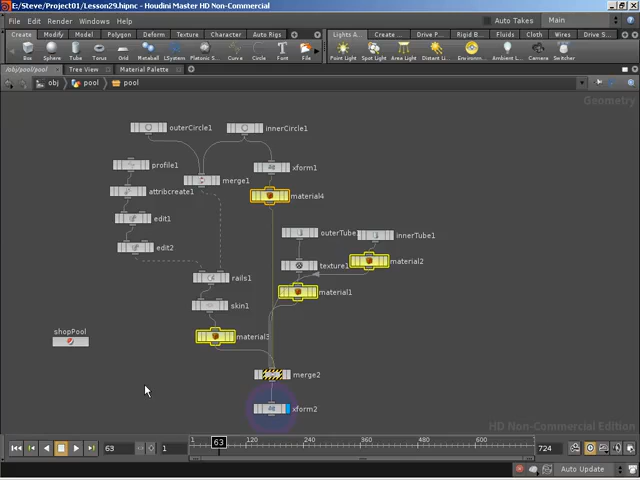 E:/Steve/Project01/Lesson29.hipnc - Houdini Master HD Non-Commercial
File Edit Render Windows Help Auto Takes Main
Create Modify Model Polygon Deform Texture Character Auto Rigs Lights A... Create ... Drive P... Rigid B... Particles Fluids Cloth Wires Drive S...
Box Sphere Tube Torus Grid Metaball LSystem Platonic S... Curve Circle Font File Point Light Spot Light Area Light Distant L... Environm... Ambient... Camera Switcher
/obj/pool/pool Tree View Material Palette
obj pool pool
Geometry
outerCircle1 innerCircle1
profile1 merge1 xform1
attribcreate1 material4
edit1 outerTube innerTube1
edit2 texture1 material2
rails1 material1
skin1
shopPool material3
merge2
xform2
HD Non-Commercial Edition
63 1 1 63 120 240 360 480 600 724
Auto Update